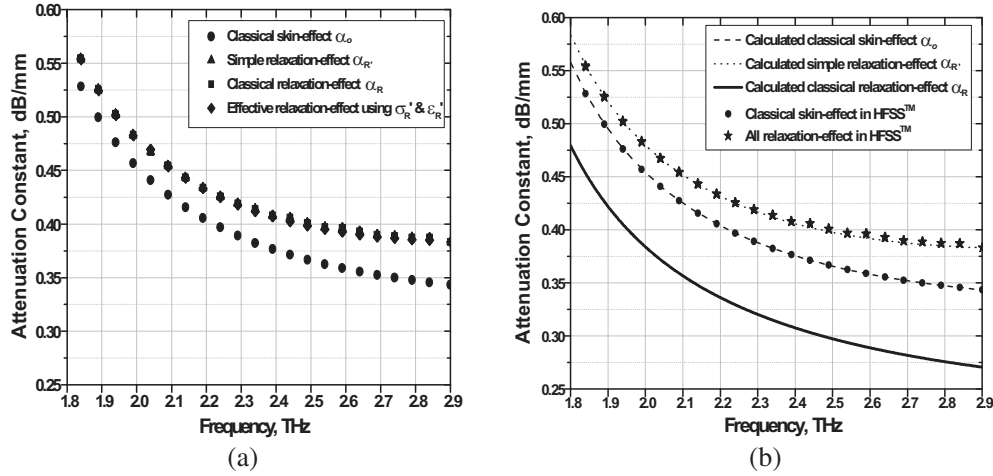 Attenuation Constant, dB/mm
0.60
0.55
0.50
0.45
0.40
0.35
0.30
0.25
Classical skin-effect αo
Simple relaxation-effect αR'
Classical relaxation-effect αR
Effective relaxation-effect using σR' & εR'
1.8 1.9 2.0 2.1 2.2 2.3 2.4 2.5 2.6 2.7 2.8 2.9
Frequency, THz
(a)
Attenuation Constant, dB/mm
0.60
0.55
0.50
0.45
0.40
0.35
0.30
0.25
Calculated classical skin-effect αo
Calculated simple relaxation-effect αR'
Calculated classical relaxation-effect αR
Classical skin-effect in HFSS™
All relaxation-effect in HFSS™
1.8 1.9 2.0 2.1 2.2 2.3 2.4 2.5 2.6 2.7 2.8 2.9
Frequency, THz
(b)